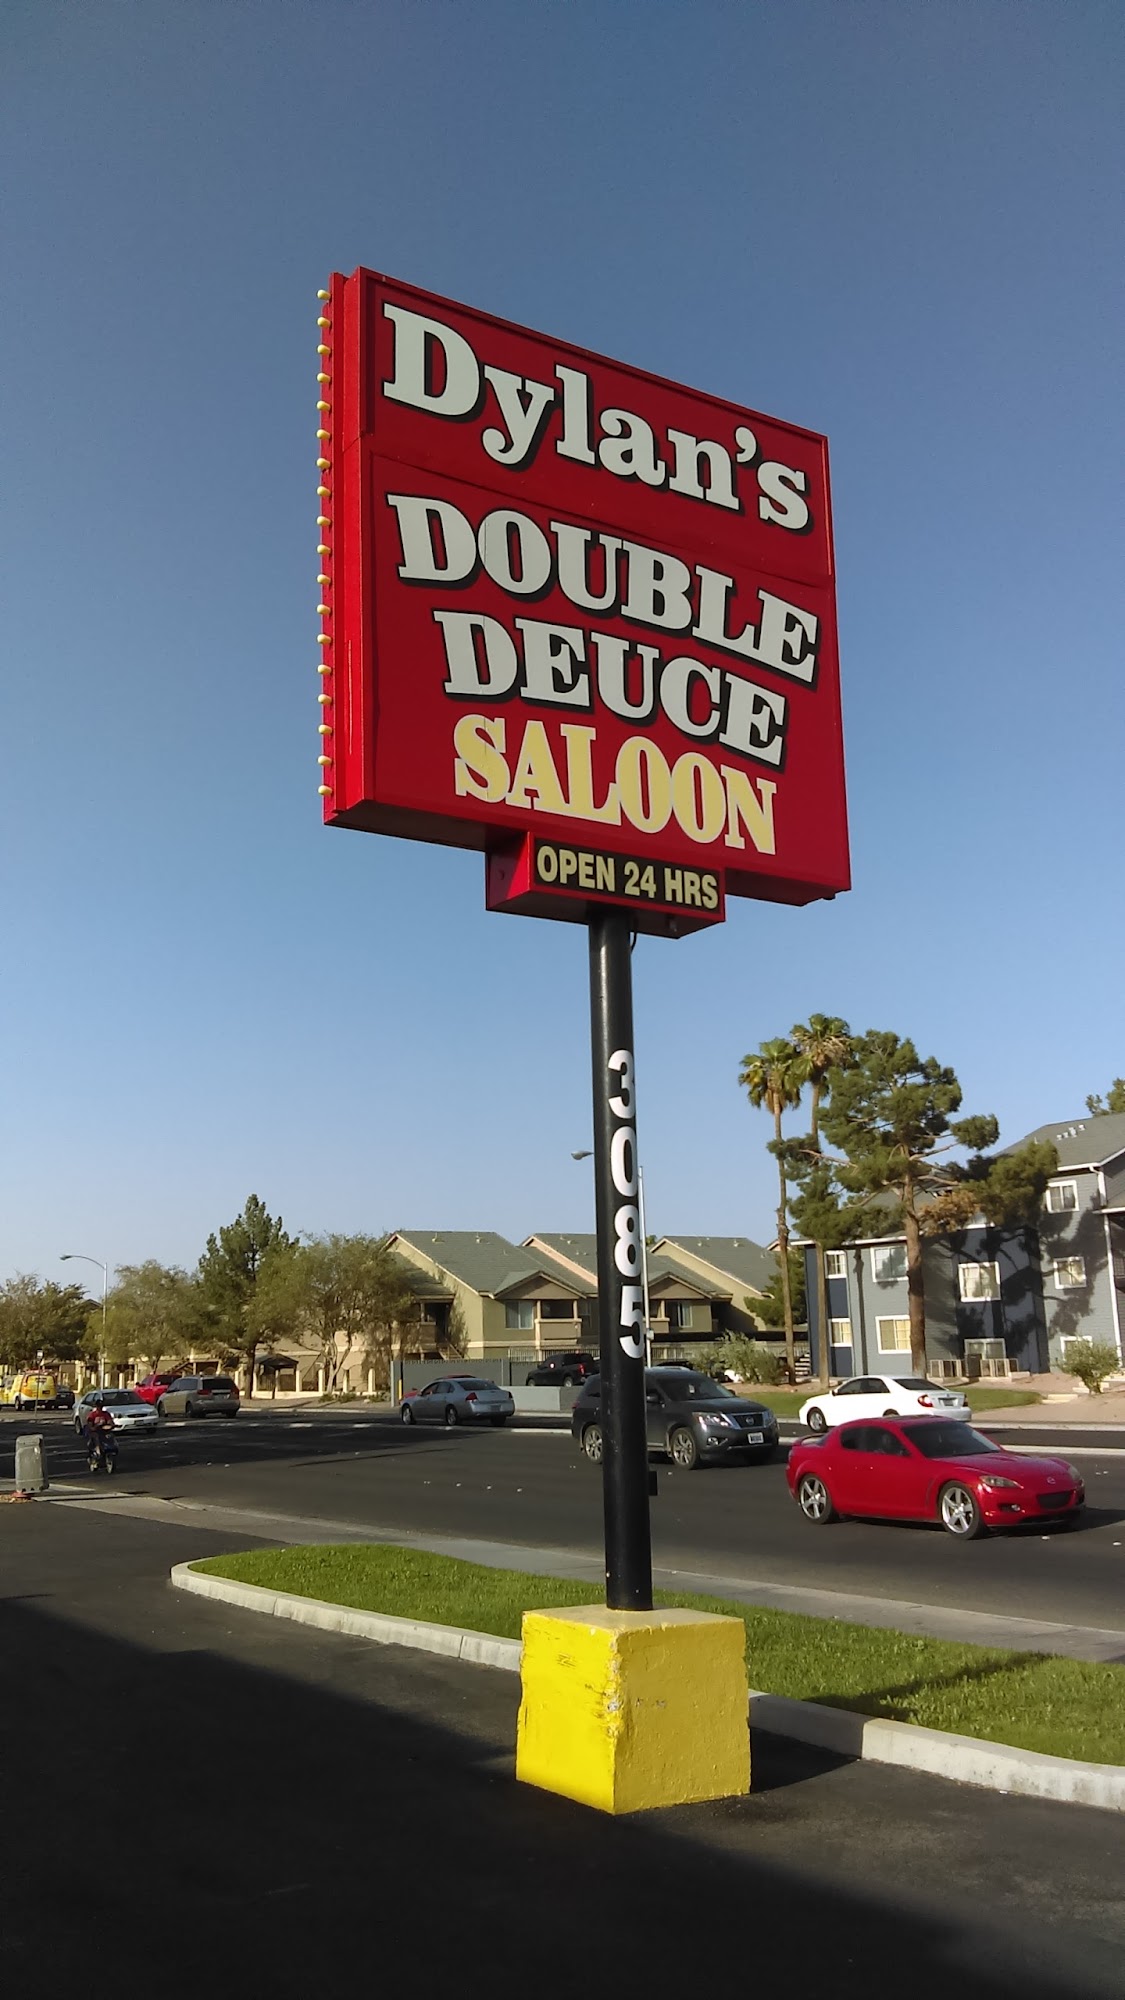 Dylan's
DOUBLE
DEUCE
SALOON
OPEN 24 HRS
3085